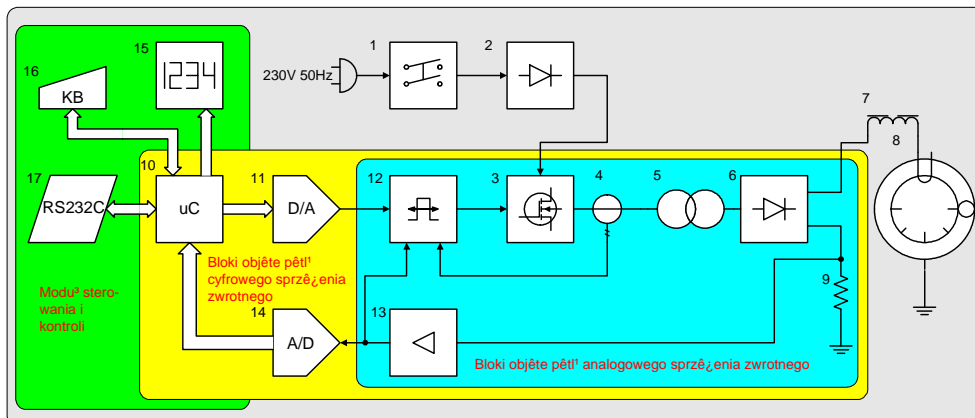 15
1
2
16
230V 50Hz
1234
KB
7
8
10
11
12
3
4
5
6
17
RS232C
uC
D/A
Bloki objête pêtl¹
cyfrowego sprzê¿enia
zwrotnego
9
Modu³ stero-
wania i
kontroli
14
13
A/D
Bloki objête pêtl¹ analogowego sprzê¿enia zwrotnego